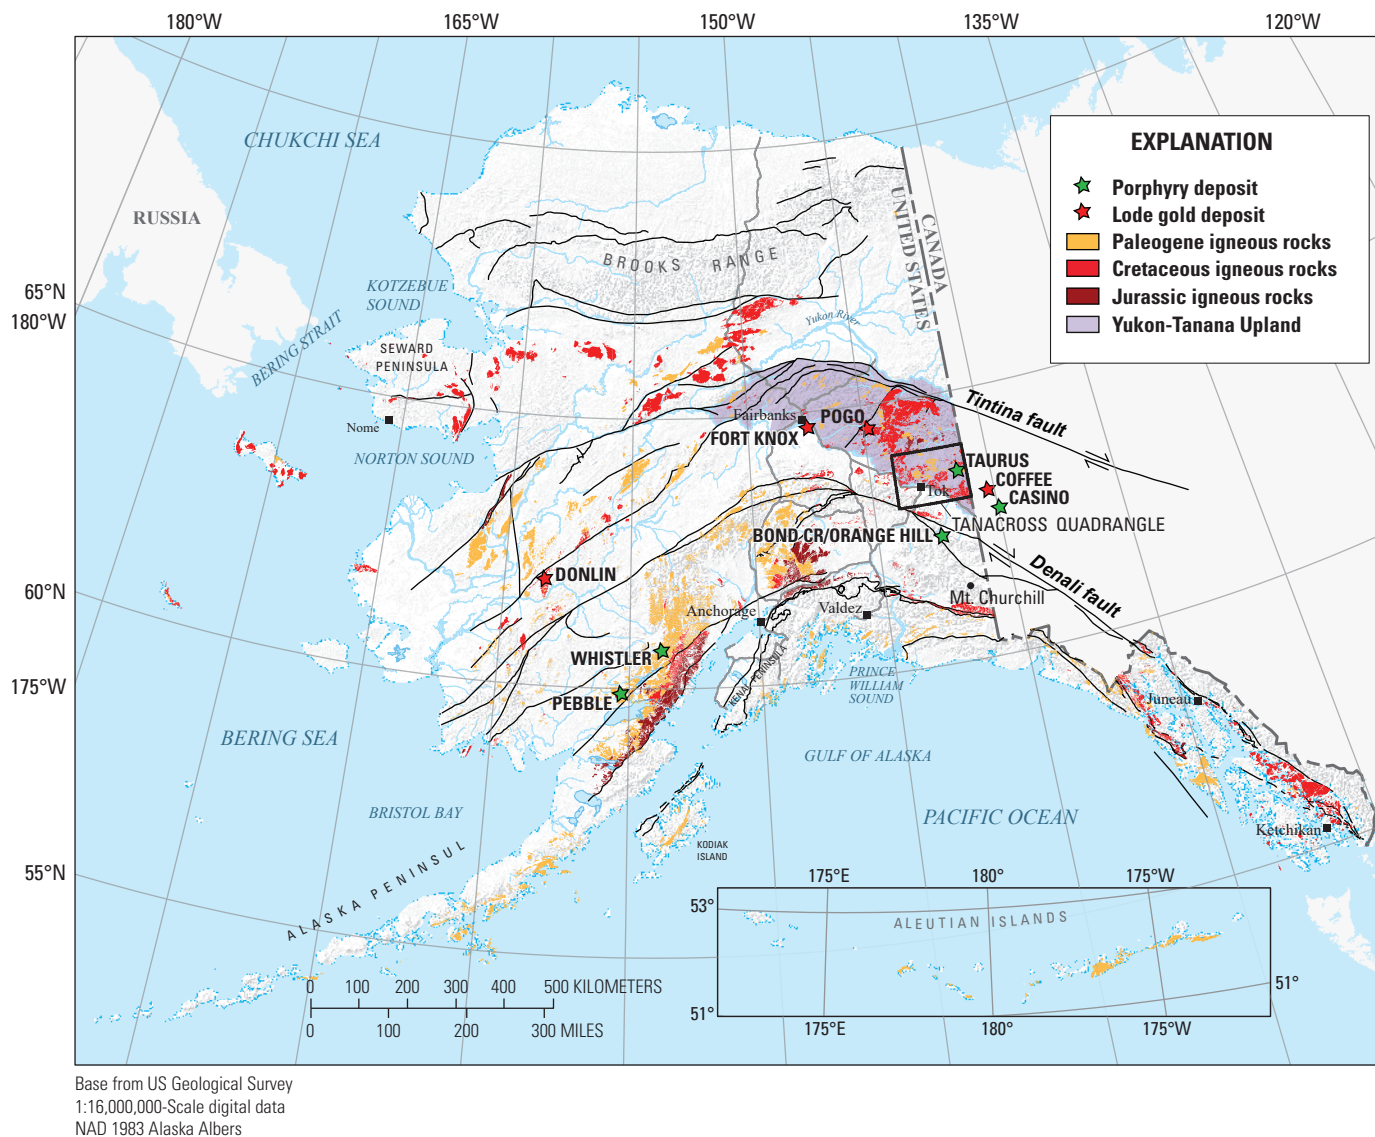 180°W
165°W
150°W
135°W
120°W
CHUKCHI SEA
RUSSIA
EXPLANATION
Porphyry deposit
Lode gold deposit
Paleogene igneous rocks
Cretaceous igneous rocks
Jurassic igneous rocks
Yukon-Tanana Upland
CANADA
UNITED STATES
BROOKS RANGE
65°N
180°W
KOTZEBUE
SOUND
BERING STRAIT
SEWARD
PENINSULA
Yukon River
Nome
NORTON SOUND
Fairbanks
POGO
FORT KNOX
Tintina fault
TAURUS
COFFEE
CASINO
Tok
TANACROSS QUADRANGLE
BOND CR/ORANGE HILL
DONLIN
Denali fault
Mt. Churchill
60°N
Anchorage
Valdez
WHISTLER
KENAI PENINSULA
PRINCE
WILLIAM
SOUND
175°W
PEBBLE
Juneau
BERING SEA
GULF OF ALASKA
BRISTOL BAY
PACIFIC OCEAN
Ketchikan
KODIAK
ISLAND
55°N
ALASKA PENINSUL
175°E
180°
175°W
53°
ALEUTIAN ISLANDS
51°
51°
175°E
180°
175°W
0 100 200 300 400 500 KILOMETERS
0 100 200 300 MILES
Base from US Geological Survey
1:16,000,000-Scale digital data
NAD 1983 Alaska Albers